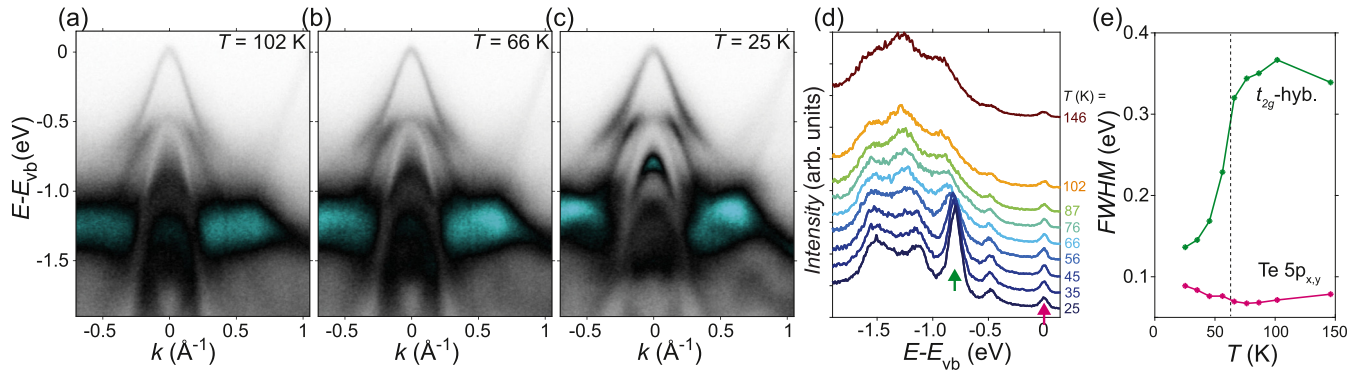 (a)
T = 102 K
E-E_vb(eV)
0
-0.5
-1.0
-1.5
-0.5
0
0.5
1
k (Å⁻¹)
(b)
T = 66 K
-0.5
0
0.5
1
k (Å⁻¹)
(c)
T = 25 K
-0.5
0
0.5
1
k (Å⁻¹)
(d)
Intensity (arb. units)
T (K) =
146
102
87
76
66
56
45
35
25
-1.5
-1.0
-0.5
0
E-E_vb (eV)
(e)
FWHM (eV)
0.4
0.3
0.2
0.1
t₂g-hyb.
Te 5p_x,y
0
50
100
150
T (K)